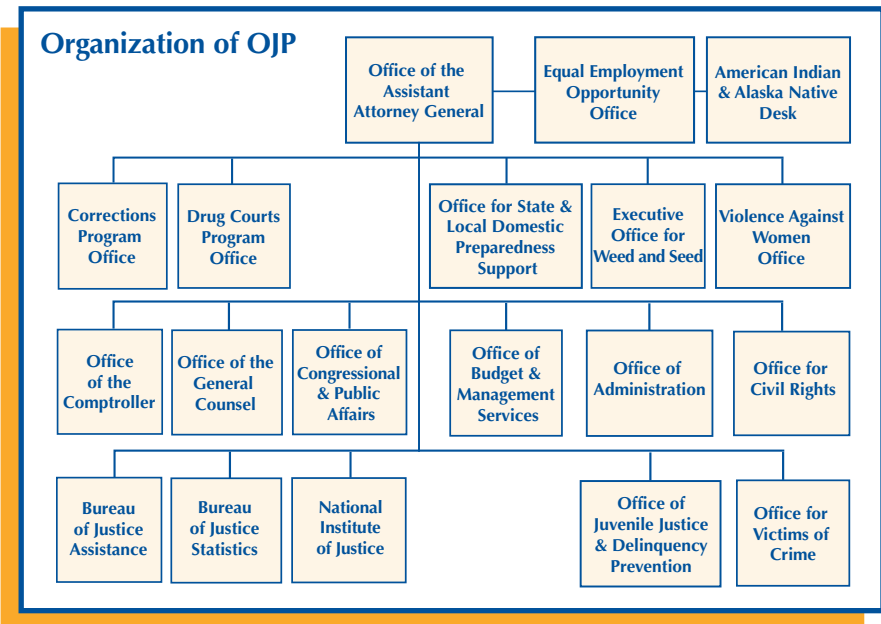 Organization of OJP
Office of the
Assistant
Attorney General
Equal Employment
Opportunity
Office
American Indian
& Alaska Native
Desk
Corrections
Program
Office
Drug Courts
Program
Office
Office for State &
Local Domestic
Preparedness
Support
Executive
Office for
Weed and Seed
Violence Against
Women
Office
Office
of the
Comptroller
Office of the
General
Counsel
Office of
Congressional
& Public
Affairs
Office of
Budget &
Management
Services
Office of
Administration
Office for
Civil Rights
Bureau
of Justice
Assistance
Bureau
of Justice
Statistics
National
Institute
of Justice
Office of
Juvenile Justice
& Delinquency
Prevention
Office for
Victims of
Crime